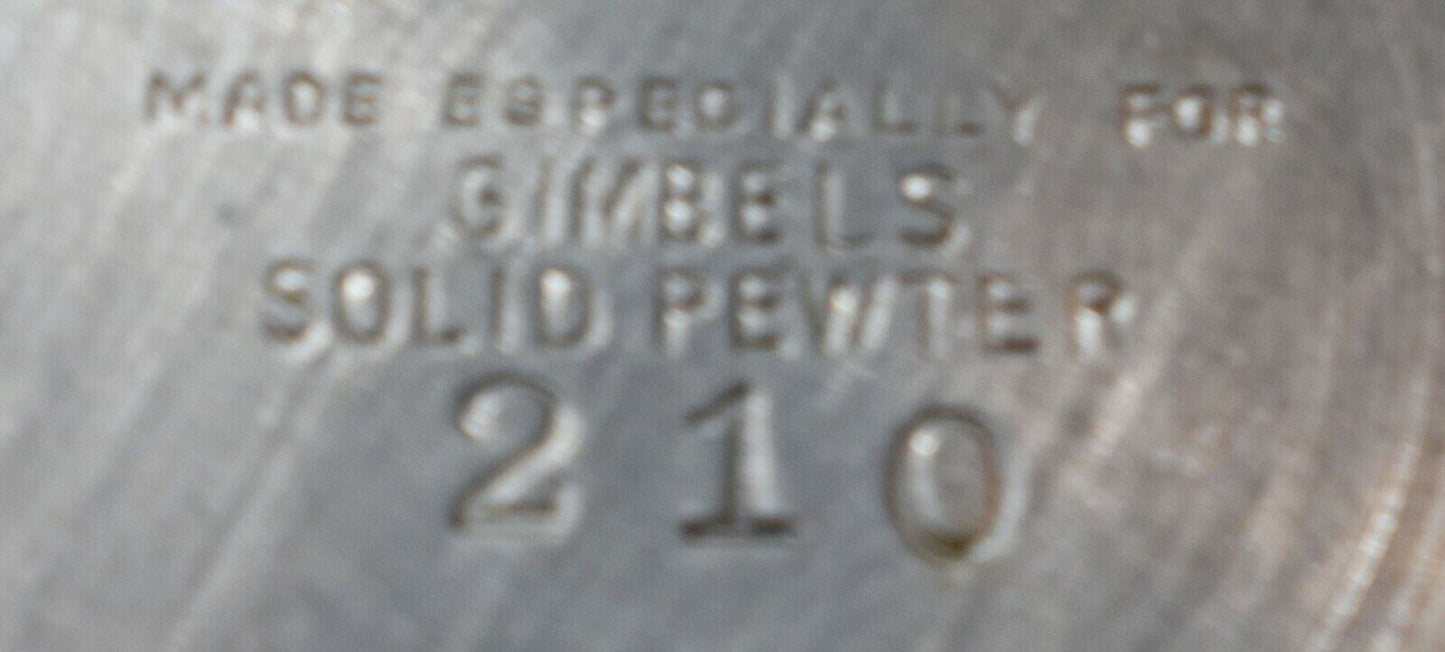 MADE ESPECIALLY FOR
GIMBELS
SOLID PEWTER
210